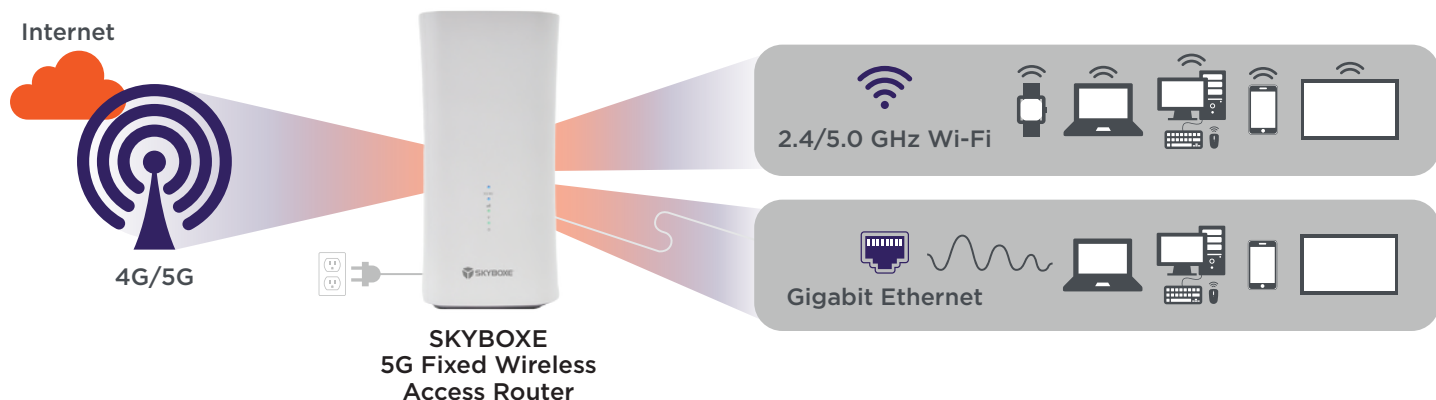 Internet
4G/5G
SKYBOXE
SKYBOXE
5G Fixed Wireless
Access Router
2.4/5.0 GHz Wi-Fi
Gigabit Ethernet